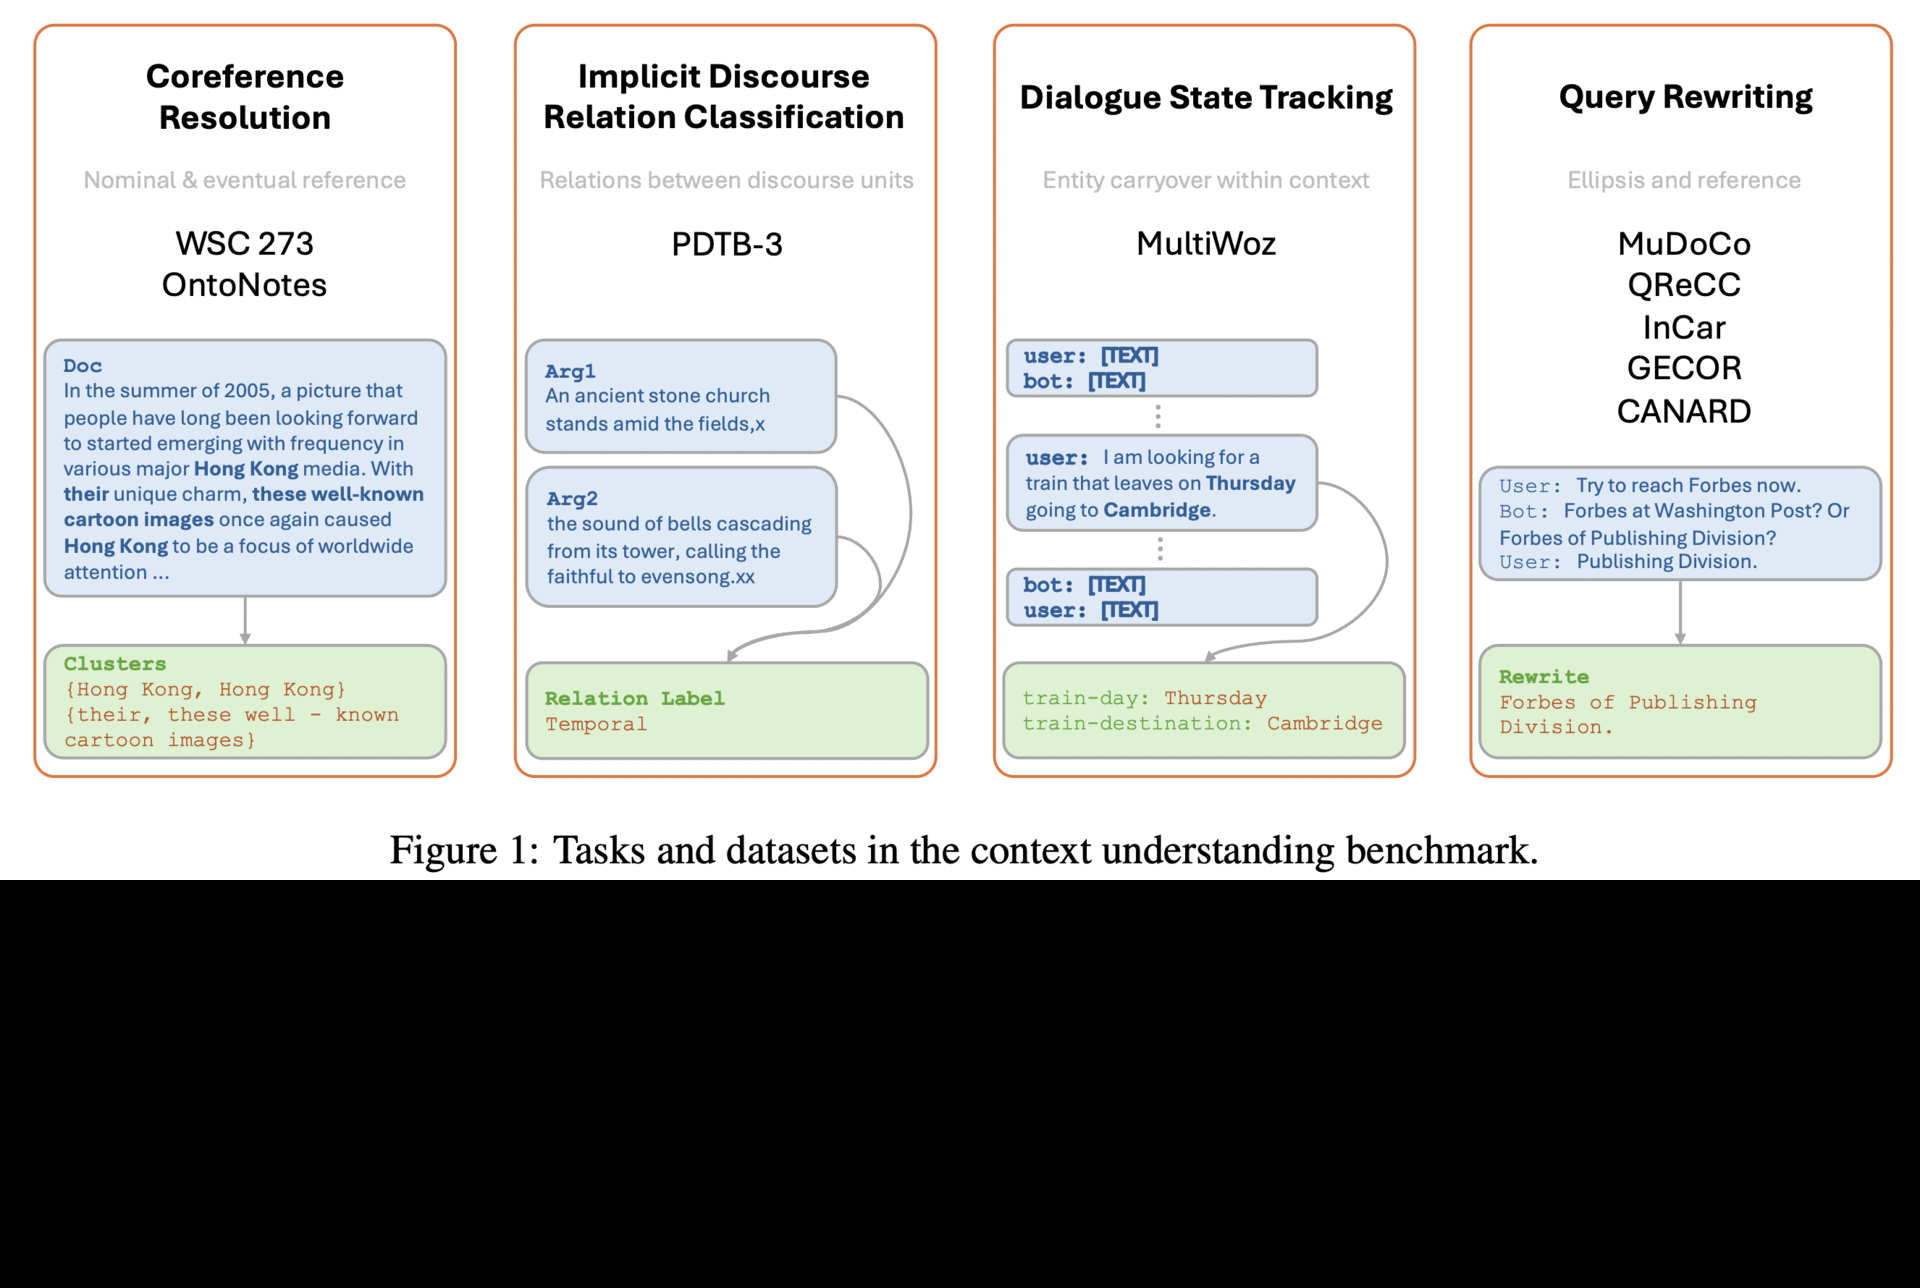 Coreference
Resolution
Nominal & eventual reference
WSC 273
OntoNotes
Doc
In the summer of 2005, a picture that
people have long been looking forward
to started emerging with frequency in
various major Hong Kong media. With
their unique charm, these well-known
cartoon images once again caused
Hong Kong to be a focus of worldwide
attention ...
Clusters
{Hong Kong, Hong Kong}
{their, these well - known
cartoon images}
Implicit Discourse
Relation Classification
Relations between discourse units
PDTB-3
Arg1
An ancient stone church
stands amid the fields,x
Arg2
the sound of bells cascading
from its tower, calling the
faithful to evensong.xx
Relation Label
Temporal
Dialogue State Tracking
Entity carryover within context
MultiWoz
user: [TEXT]
bot: [TEXT]
user: I am looking for a
train that leaves on Thursday
going to Cambridge.
bot: [TEXT]
user: [TEXT]
train-day: Thursday
train-destination: Cambridge
Query Rewriting
Ellipsis and reference
MuDoCo
QReCC
InCar
GECOR
CANARD
User: Try to reach Forbes now.
Bot: Forbes at Washington Post? Or
Forbes of Publishing Division?
User: Publishing Division.
Rewrite
Forbes of Publishing
Division.
Figure 1: Tasks and datasets in the context understanding benchmark.